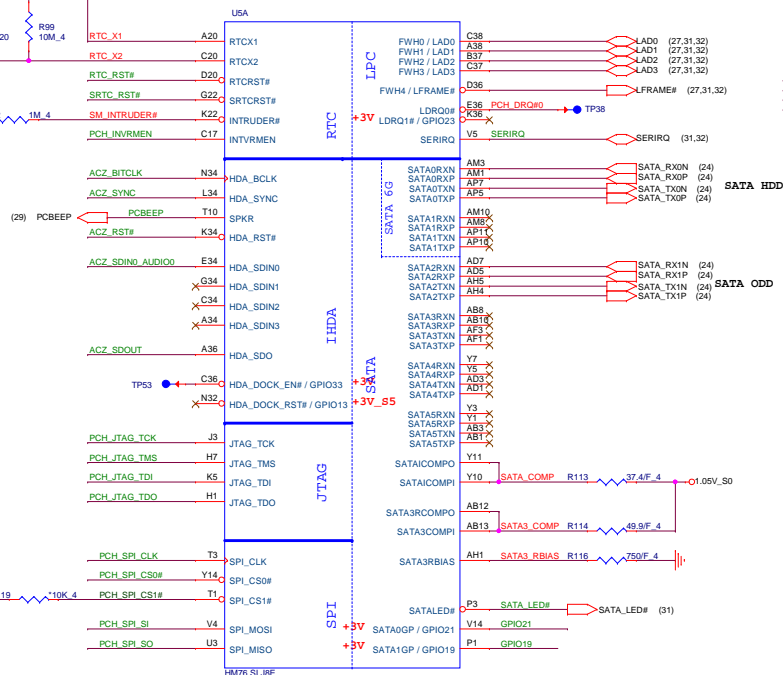 U5A
R99
10M_4
20
RTC_X1 A20 RTCX1
RTC_X2 C20 RTCX2
RTC_RST# D20 RTCRST#
SRTC_RST# G22 SRTCRST#
1M_4 SM_INTRUDER# K22 INTRUDER#
PCH_INVRMEN C17 INTVRMEN
RTC
LPC
+3V
FWH0 / LAD0 C38 LAD0 (27,31,32)
FWH1 / LAD1 A38 LAD1 (27,31,32)
FWH2 / LAD2 B37 LAD2 (27,31,32)
FWH3 / LAD3 C37 LAD3 (27,31,32)
FWH4 / LFRAME# D36 LFRAME# (27,31,32)
LDRQ0# E36 PCH_DRQ#0 TP38
LDRQ1# / GPIO23 K36
SERIRQ V5 SERIRQ SERIRQ (31,32)
ACZ_BITCLK N34 HDA_BCLK
ACZ_SYNC L34 HDA_SYNC
(29) PCBEEP PCBEEP T10 SPKR
ACZ_RST# K34 HDA_RST#
ACZ_SDIN0_AUDIO0 E34 HDA_SDIN0
G34 HDA_SDIN1
C34 HDA_SDIN2
A34 HDA_SDIN3
ACZ_SDOUT A36 HDA_SDO
TP53 C36 HDA_DOCK_EN# / GPIO33 +3V
N32 HDA_DOCK_RST# / GPIO13 +3V_S5
IHDA
SATA 6G
SATA
SATA0RXN AM3 SATA_RX0N (24)
SATA0RXP AM1 SATA_RX0P (24)
SATA0TXN AP7 SATA_TX0N (24)
SATA0TXP AP5 SATA_TX0P (24)
SATA HDD
SATA1RXN AM10
SATA1RXP AM8
SATA1TXN AP11
SATA1TXP AP10
SATA2RXN AD7 SATA_RX1N (24)
SATA2RXP AD5 SATA_RX1P (24)
SATA2TXN AH5 SATA_TX1N (24)
SATA2TXP AH4 SATA_TX1P (24)
SATA ODD
SATA3RXN AB8
SATA3RXP AB10
SATA3TXN AF3
SATA3TXP AF1
SATA4RXN Y7
SATA4RXP Y5
SATA4TXN AD3
SATA4TXP AD1
SATA5RXN Y3
SATA5RXP Y1
SATA5TXN AB3
SATA5TXP AB1
PCH_JTAG_TCK J3 JTAG_TCK
PCH_JTAG_TMS H7 JTAG_TMS
PCH_JTAG_TDI K5 JTAG_TDI
PCH_JTAG_TDO H1 JTAG_TDO
JTAG
SATAICOMPO Y11
SATAICOMPI Y10 SATA_COMP R113 37.4/F_4 1.05V_S0
SATA3RCOMPO AB12
SATA3COMPI AB13 SATA3_COMP R114 49.9/F_4
SATA3RBIAS AH1 SATA3_RBIAS R116 750/F_4
PCH_SPI_CLK T3 SPI_CLK
PCH_SPI_CS0# Y14 SPI_CS0#
19 *10K_4 PCH_SPI_CS1# T1 SPI_CS1#
PCH_SPI_SI V4 SPI_MOSI
PCH_SPI_SO U3 SPI_MISO
SPI
SATALED# P3 SATA_LED# SATA_LED# (31)
+3V SATA0GP / GPIO21 V14 GPIO21
+3V SATA1GP / GPIO19 P1 GPIO19
HM76 SLJ8E